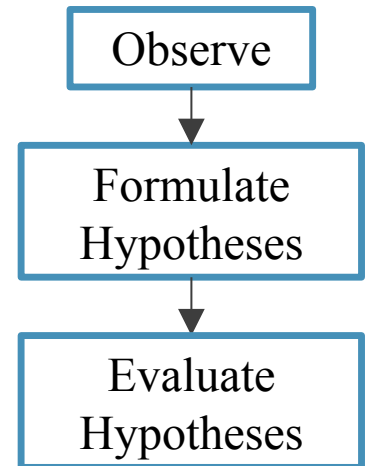 Observe
Formulate
Hypotheses
Evaluate
Hypotheses